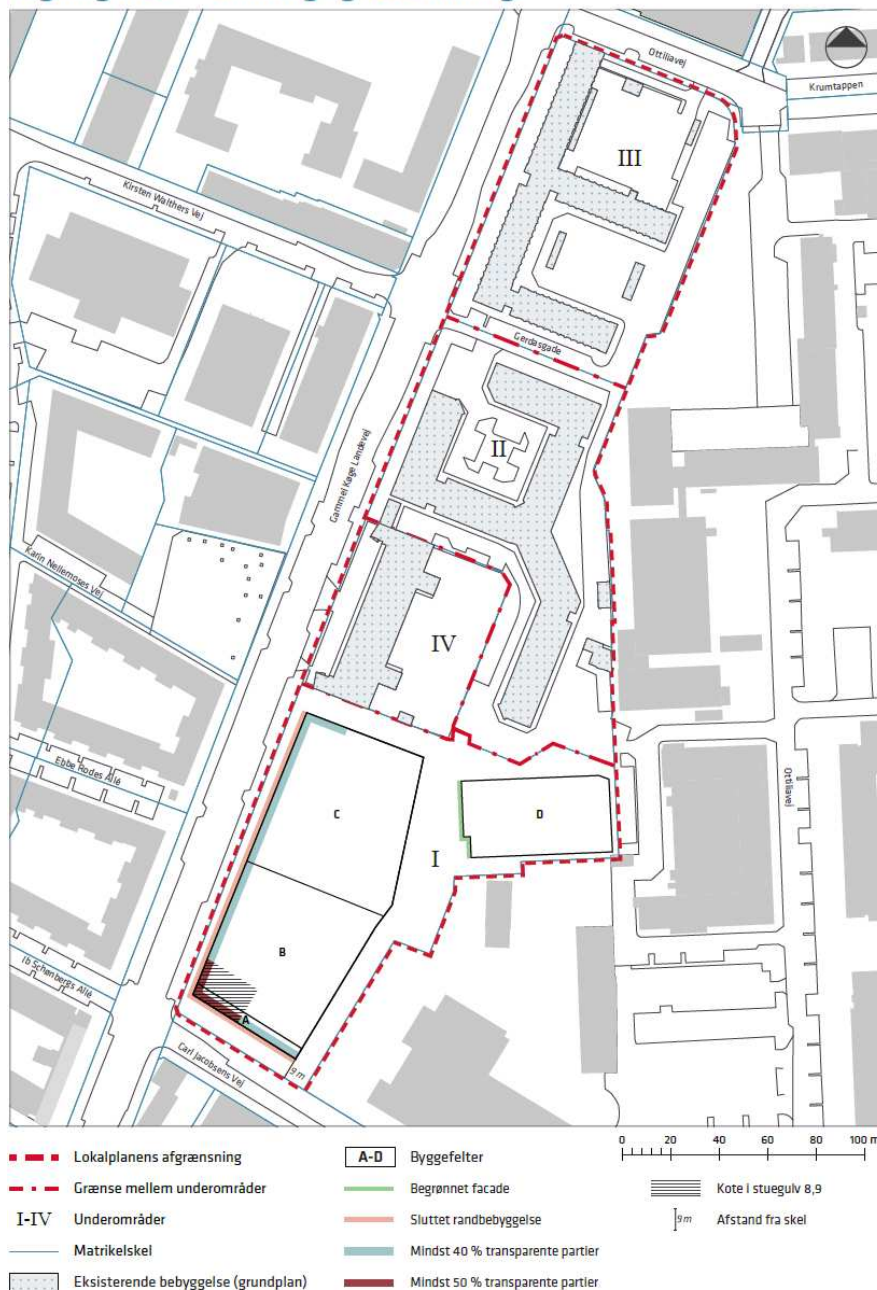 Ottiliavej
Krumtappen
III
Kirsten Walthers Vej
Gerdasgade
II
Gammel Køge Landevej
Karin Nellemoses Vej
IV
Ebbe Rodes Allé
Ottiliavej
C
D
I
B
Ib Schønbergs Allé
A
9 m
Carl Jacobsens Vej
0 20 40 60 80 100 m
Lokalplanens afgrænsning
Grænse mellem underområder
I-IV Underområder
Matrikelskel
Eksisterende bebyggelse (grundplan)
A-D Byggefelter
Begrønnet facade
Sluttet randbebyggelse
Mindst 40 % transparente partier
Mindst 50 % transparente partier
Kote i stuegulv 8,9
9 m Afstand fra skel